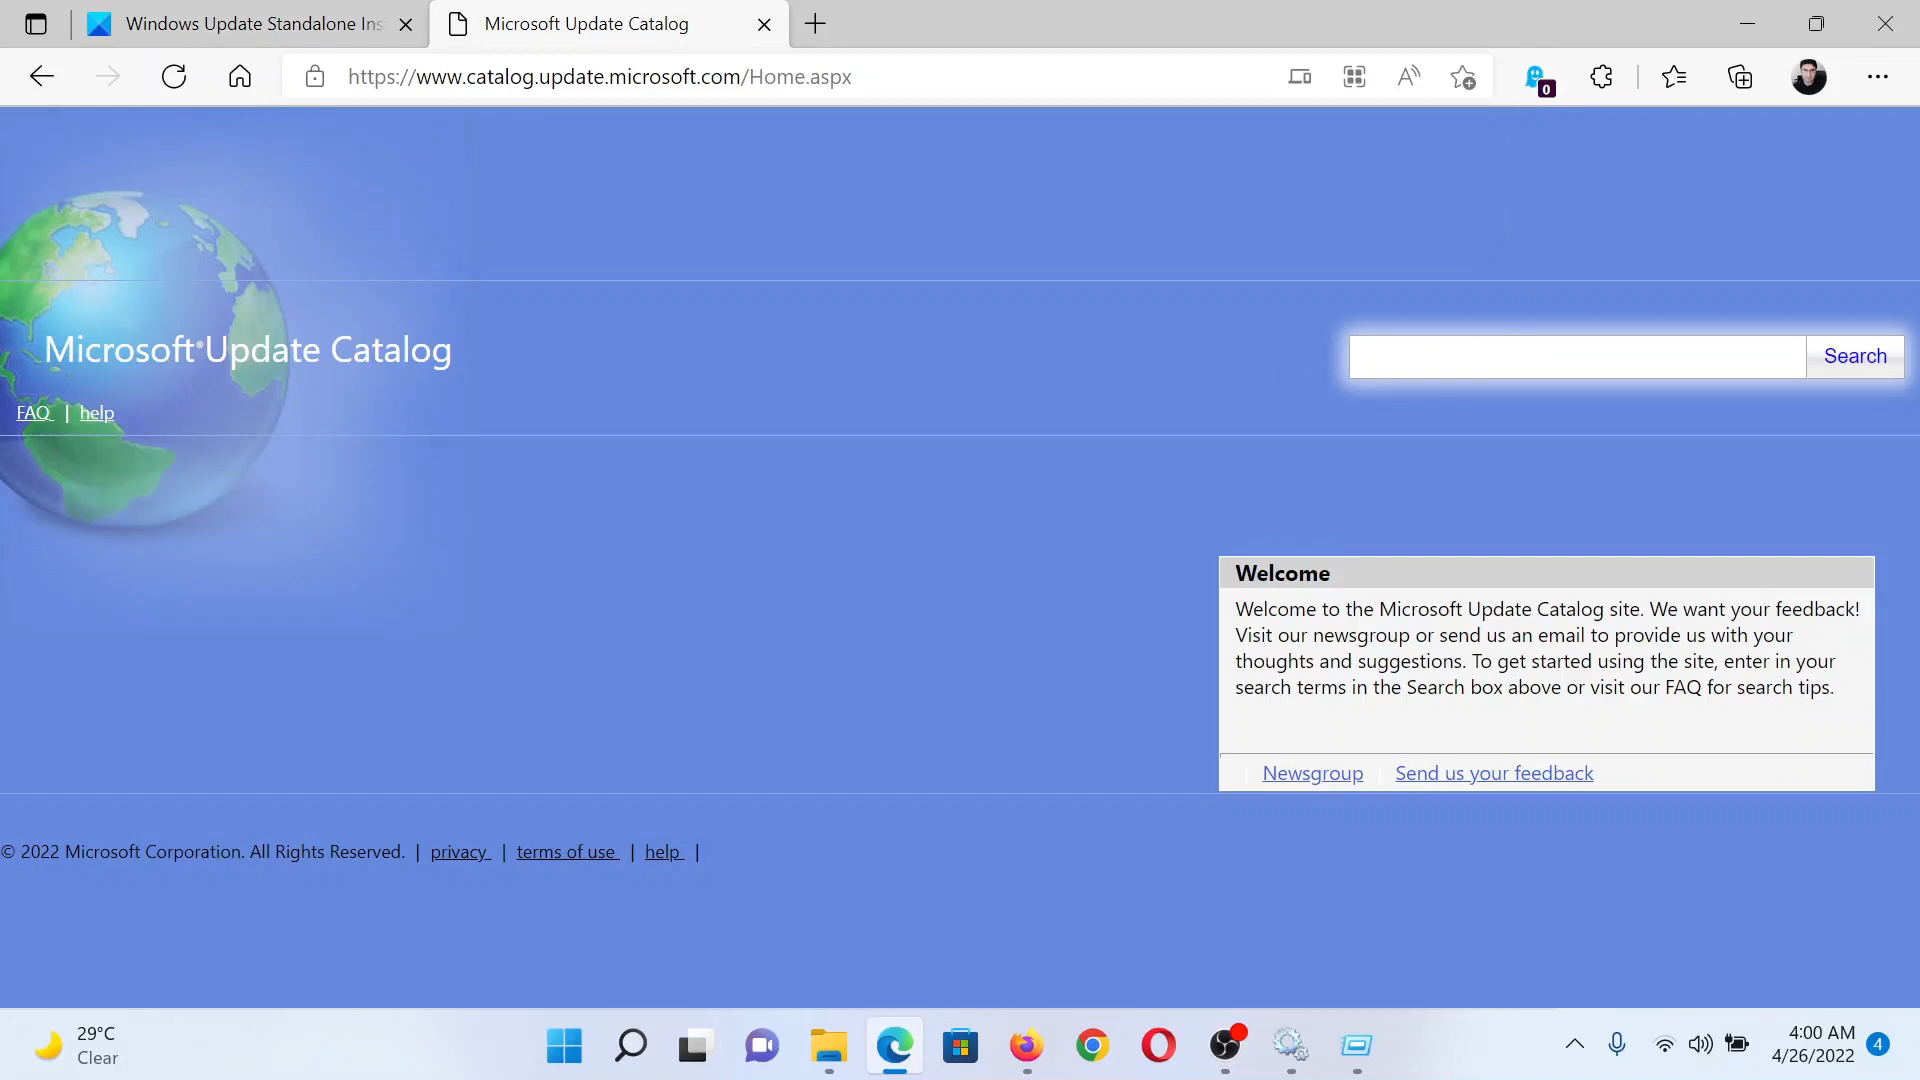 Windows Update Standalone Ins
Microsoft Update Catalog
https://www.catalog.update.microsoft.com/Home.aspx
0
Microsoft®Update Catalog
Search
FAQ | help
Welcome
Welcome to the Microsoft Update Catalog site. We want your feedback!
Visit our newsgroup or send us an email to provide us with your
thoughts and suggestions. To get started using the site, enter in your
search terms in the Search box above or visit our FAQ for search tips.
Newsgroup | Send us your feedback
© 2022 Microsoft Corporation. All Rights Reserved. | privacy | terms of use | help |
29°C
Clear
4:00 AM
4/26/2022
4